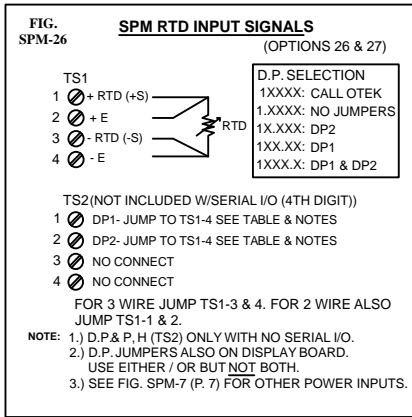 FIG.
SPM-26
SPM RTD INPUT SIGNALS
(OPTIONS 26 & 27)
TS1
1 + RTD (+S)
2 + E
3 - RTD (-S)
4 - E
RTD
D.P. SELECTION
1XXXX: CALL OTEK
1.XXXX: NO JUMPERS
1X.XXX: DP2
1XX.XX: DP1
1XXX.X: DP1 & DP2
TS2 (NOT INCLUDED W/SERIAL I/O (4TH DIGIT))
1 DP1- JUMP TO TS1-4 SEE TABLE & NOTES
2 DP2- JUMP TO TS1-4 SEE TABLE & NOTES
3 NO CONNECT
4 NO CONNECT
FOR 3 WIRE JUMP TS1-3 & 4. FOR 2 WIRE ALSO
JUMP TS1-1 & 2.
NOTE: 1.) D.P.& P, H (TS2) ONLY WITH NO SERIAL I/O.
2.) D.P. JUMPERS ALSO ON DISPLAY BOARD.
USE EITHER / OR BUT NOT BOTH.
3.) SEE FIG. SPM-7 (P. 7) FOR OTHER POWER INPUTS.